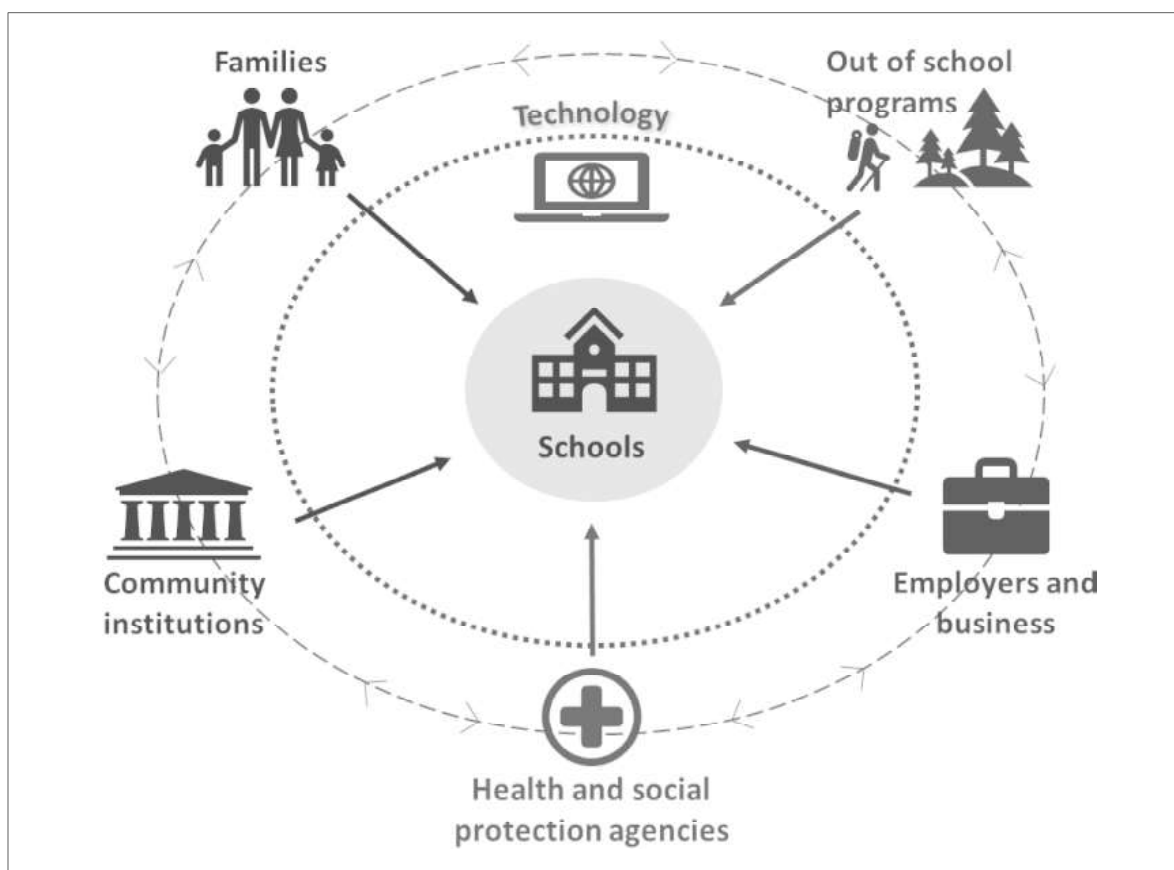 Families
Out of school
programs
Technology
Schools
Community
institutions
Employers and
business
Health and social
protection agencies